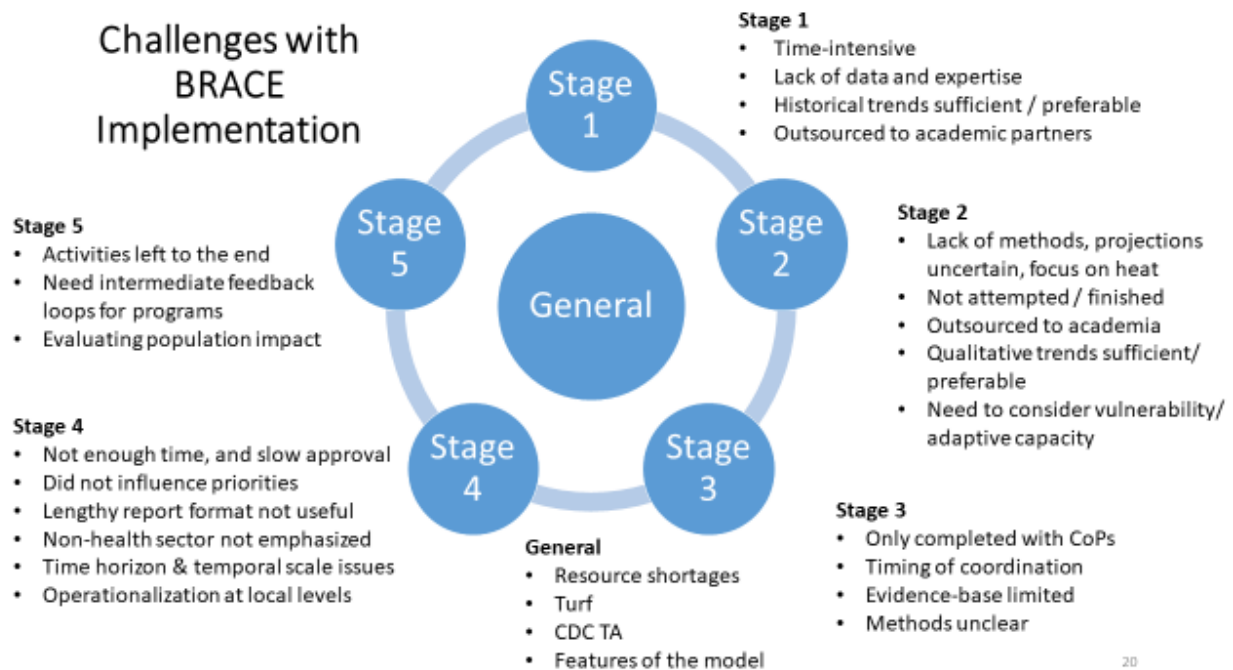 Challenges with
BRACE
Implementation
Stage
1
Stage
2
Stage
3
Stage
4
Stage
5
General
Stage 1
• Time-intensive
• Lack of data and expertise
• Historical trends sufficient / preferable
• Outsourced to academic partners
Stage 2
• Lack of methods, projections
uncertain, focus on heat
• Not attempted / finished
• Outsourced to academia
• Qualitative trends sufficient/
preferable
• Need to consider vulnerability/
adaptive capacity
Stage 3
• Only completed with CoPs
• Timing of coordination
• Evidence-base limited
• Methods unclear
General
• Resource shortages
• Turf
• CDC TA
• Features of the model
Stage 4
• Not enough time, and slow approval
• Did not influence priorities
• Lengthy report format not useful
• Non-health sector not emphasized
• Time horizon & temporal scale issues
• Operationalization at local levels
Stage 5
• Activities left to the end
• Need intermediate feedback
loops for programs
• Evaluating population impact
20